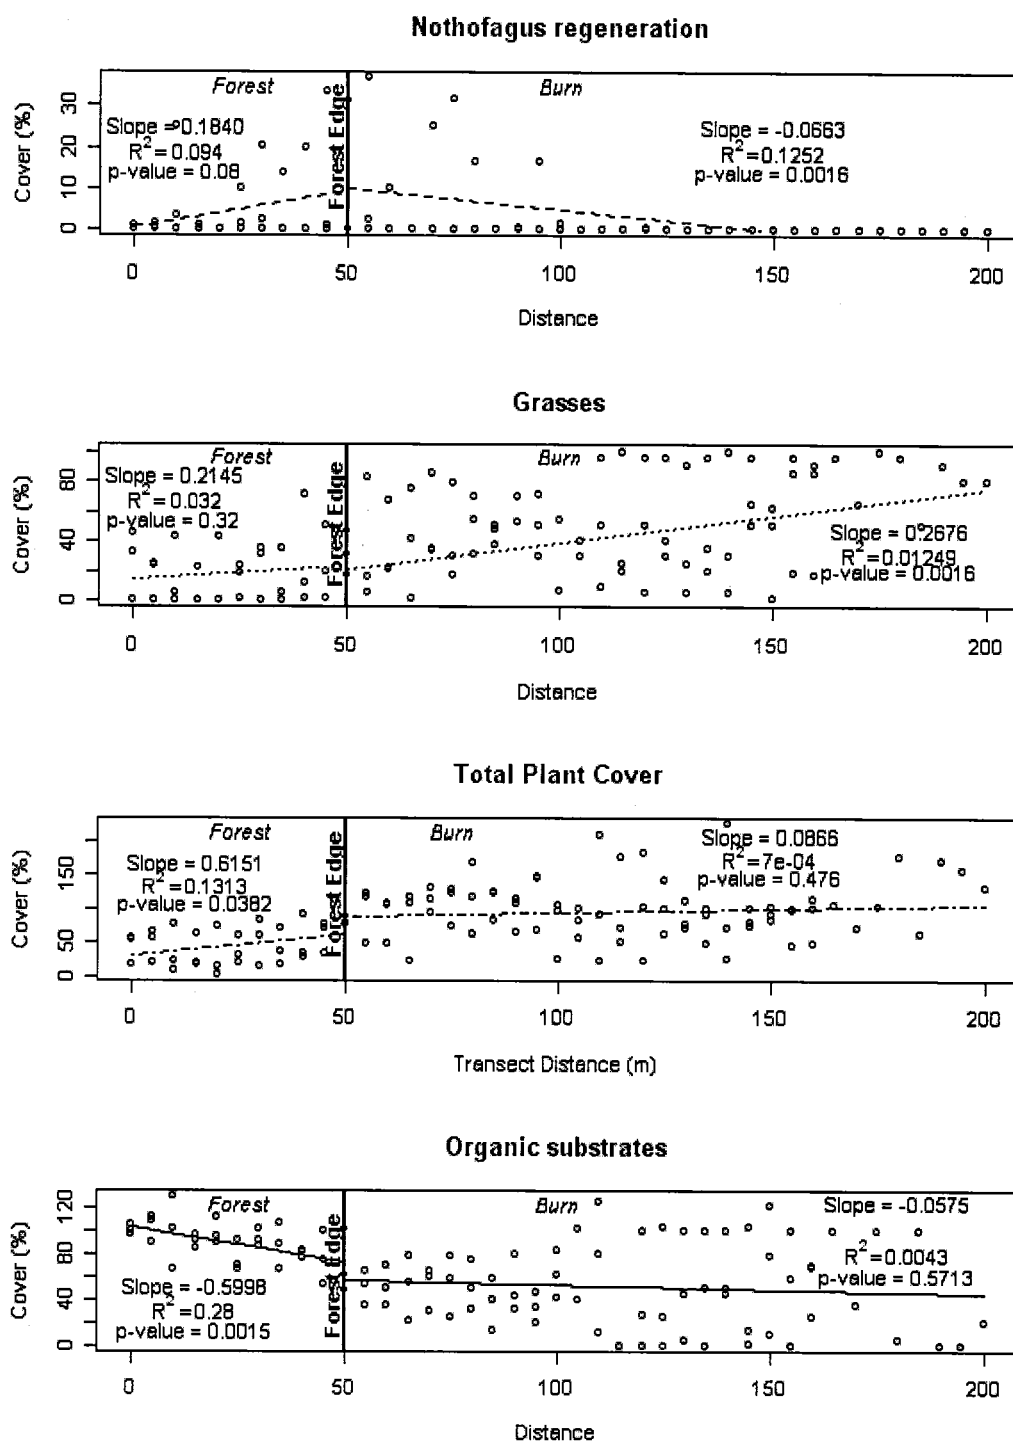 Nothofagus regeneration
Forest
Burn
Forest Edge
Cover (%)
0 10 20 30
Slope = 0.1840
R² = 0.094
p-value = 0.08
Slope = -0.0663
R² = 0.1252
p-value = 0.0016
0 50 100 150 200
Distance
Grasses
Forest
Burn
Forest Edge
Cover (%)
0 40 80
Slope = 0.2145
R² = 0.032
p-value = 0.32
Slope = 0.2676
R² = 0.01249
p-value = 0.0016
0 50 100 150 200
Distance
Total Plant Cover
Forest
Burn
Forest Edge
Cover (%)
0 50 150
Slope = 0.6151
R² = 0.1313
p-value = 0.0382
Slope = 0.0866
R² = 7e-04
p-value = 0.476
0 50 100 150 200
Transect Distance (m)
Organic substrates
Forest
Burn
Forest Edge
Cover (%)
0 40 80 120
Slope = -0.5998
R² = 0.28
p-value = 0.0015
Slope = -0.0575
R² = 0.0043
p-value = 0.5713
0 50 100 150 200
Distance